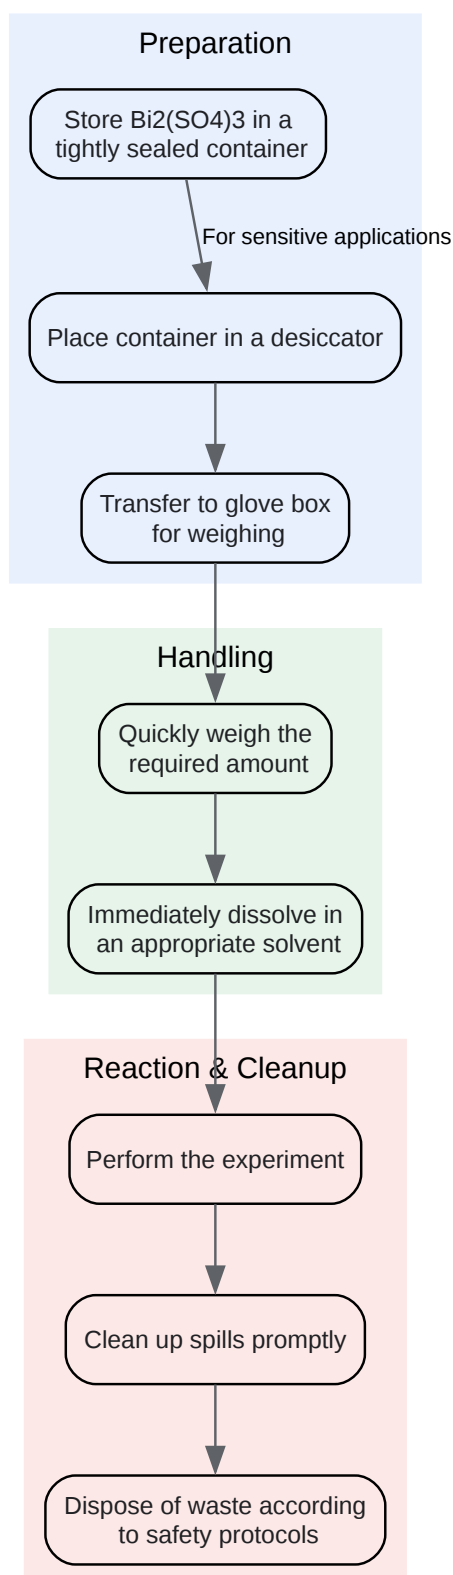 Preparation
Store Bi2(SO4)3 in a
tightly sealed container
For sensitive applications
Place container in a desiccator
Transfer to glove box
for weighing
Handling
Quickly weigh the
required amount
Immediately dissolve in
an appropriate solvent
Reaction & Cleanup
Perform the experiment
Clean up spills promptly
Dispose of waste according
to safety protocols